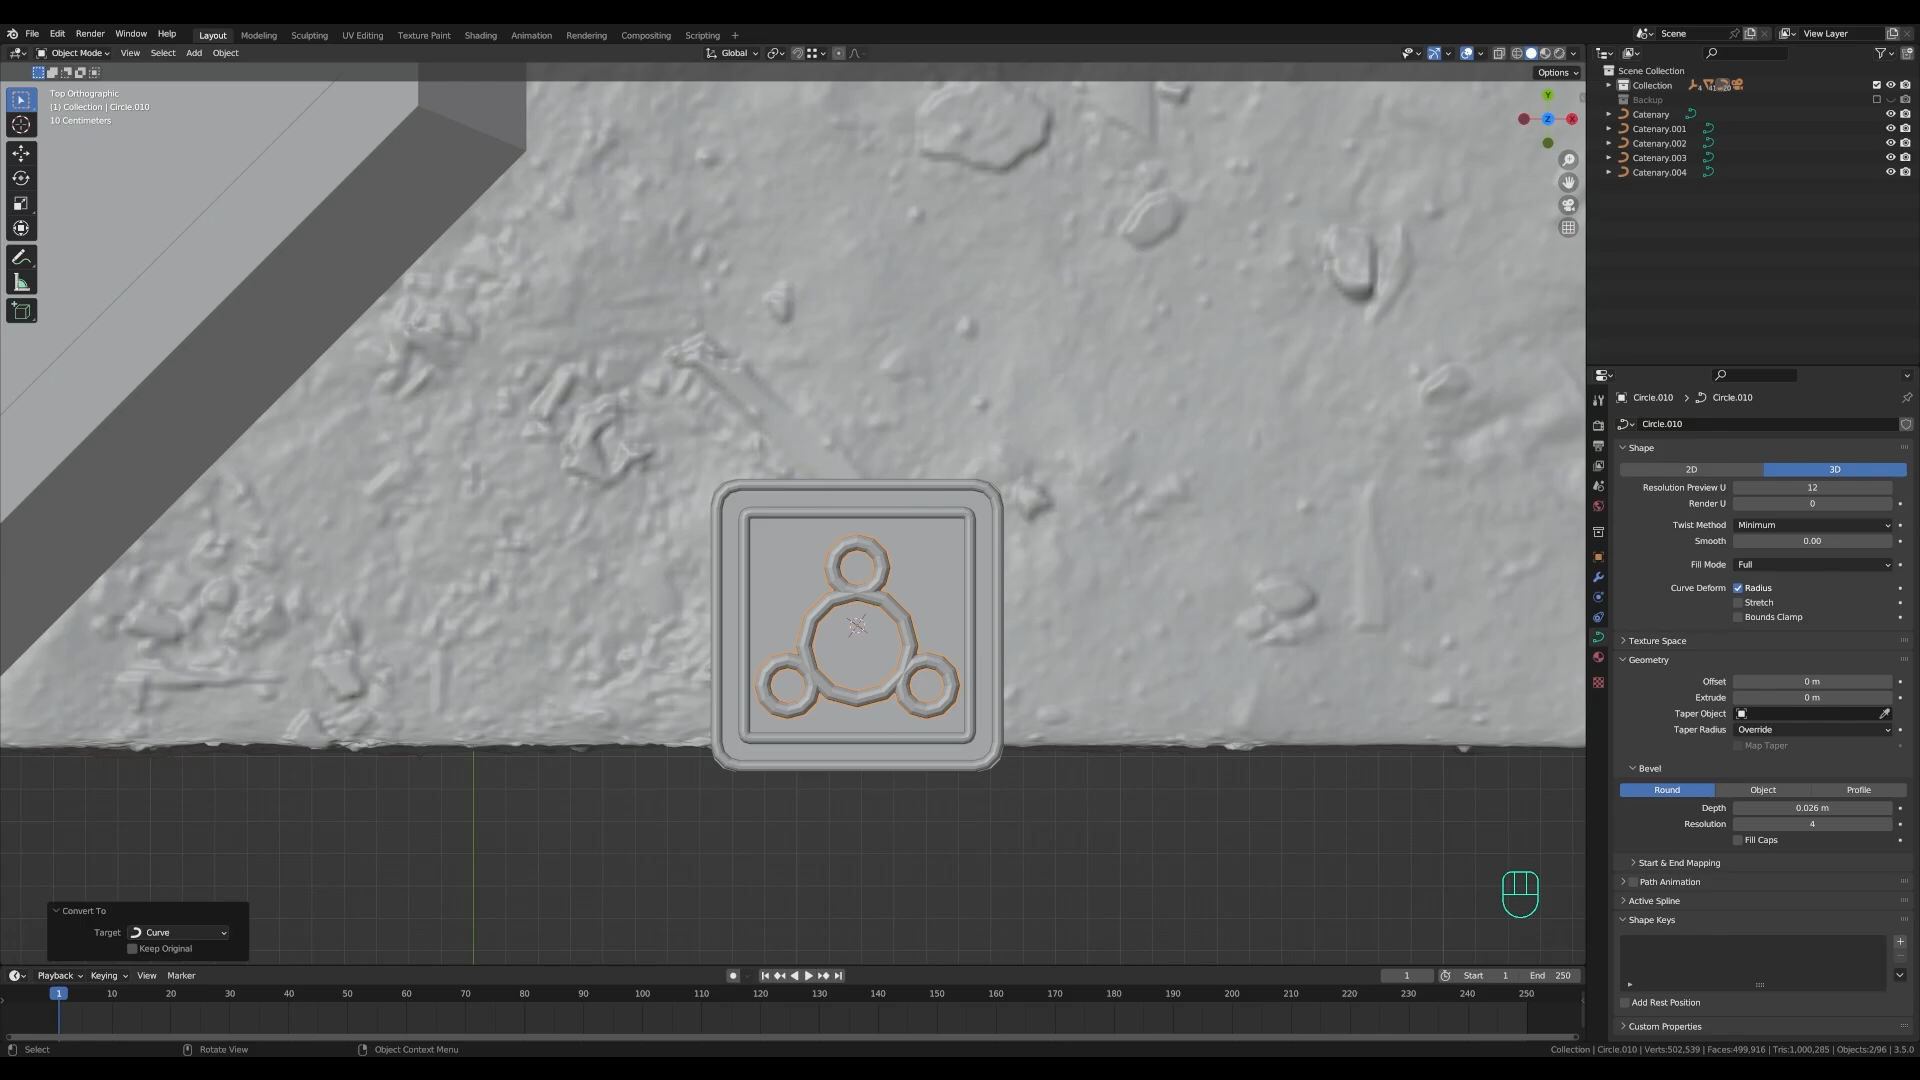 File Edit Render Window Help Layout Modeling Sculpting UV Editing Texture Paint Shading Animation Rendering Compositing Scripting + Scene View Layer
Object Mode View Select Add Object Global
Options
Top Orthographic
(1) Collection | Circle.010
10 Centimeters
Y
Z
X
Scene Collection
Collection
Backup
Catenary
Catenary.001
Catenary.002
Catenary.003
Catenary.004
Circle.010 > Circle.010
Circle.010
Shape
2D 3D
Resolution Preview U 12
Render U 0
Twist Method Minimum
Smooth 0.00
Fill Mode Full
Curve Deform Radius
Stretch
Bounds Clamp
Texture Space
Geometry
Offset 0 m
Extrude 0 m
Taper Object
Taper Radius Override
Map Taper
Bevel
Round Object Profile
Depth 0.026 m
Resolution 4
Fill Caps
Start & End Mapping
Path Animation
Active Spline
Shape Keys
Add Rest Position
Custom Properties
Convert To
Target Curve
Keep Original
Playback Keying View Marker 1 Start 1 End 250
1 10 20 30 40 50 60 70 80 90 100 110 120 130 140 150 160 170 180 190 200 210 220 230 240 250
Select Rotate View Object Context Menu Collection | Circle.010 | Verts:502,539 | Faces:499,916 | Tris:1,000,285 | Objects:2/96 | 3.5.0